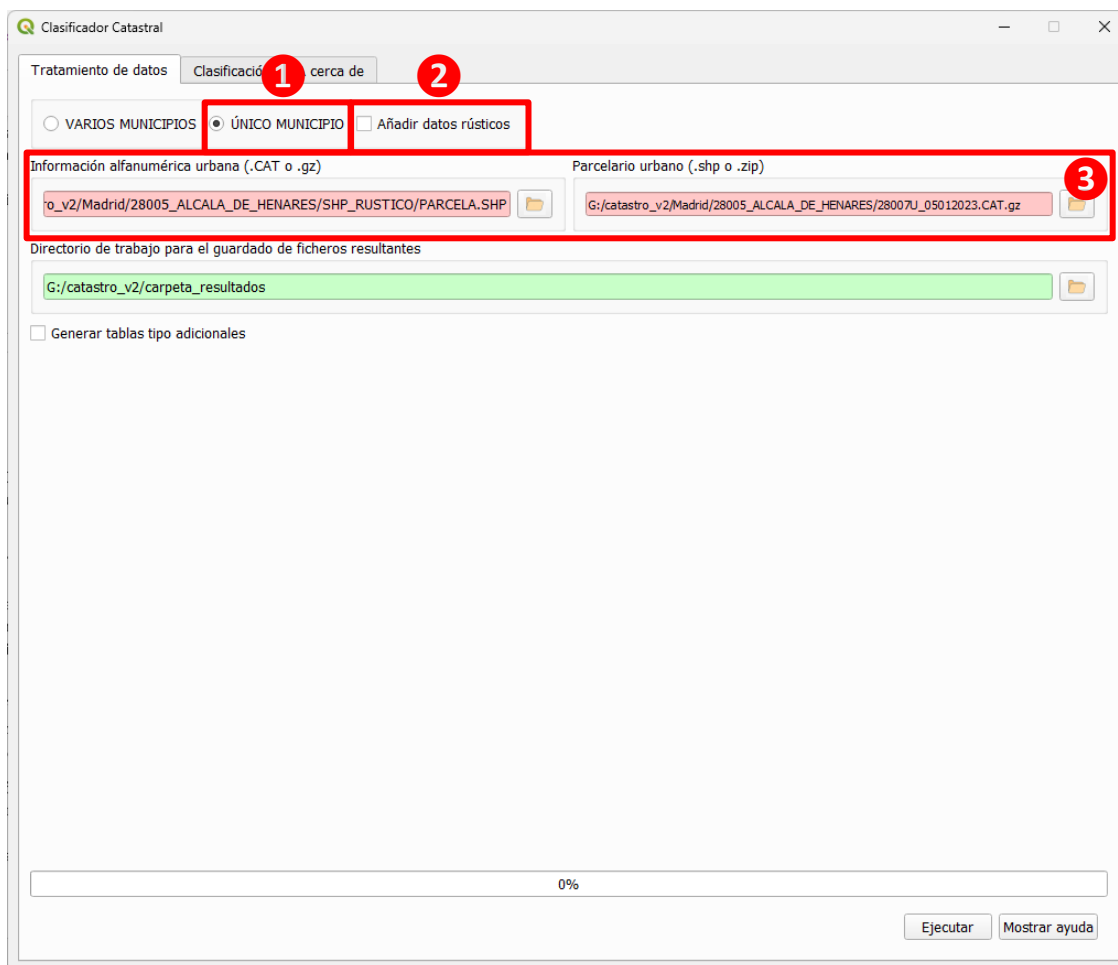 Clasificador Catastral
1 2
Tratamiento de datos Clasificació cerca de
VARIOS MUNICIPIOS ÚNICO MUNICIPIO Añadir datos rústicos
Información alfanumérica urbana (.CAT o .gz) Parcelario urbano (.shp o .zip)
3
o_v2/Madrid/28005_ALCALA_DE_HENARES/SHP_RUSTICO/PARCELA.SHP G:/catastro_v2/Madrid/28005_ALCALA_DE_HENARES/28007U_05012023.CAT.gz
Directorio de trabajo para el guardado de ficheros resultantes
G:/catastro_v2/carpeta_resultados
Generar tablas tipo adicionales
0%
Ejecutar Mostrar ayuda